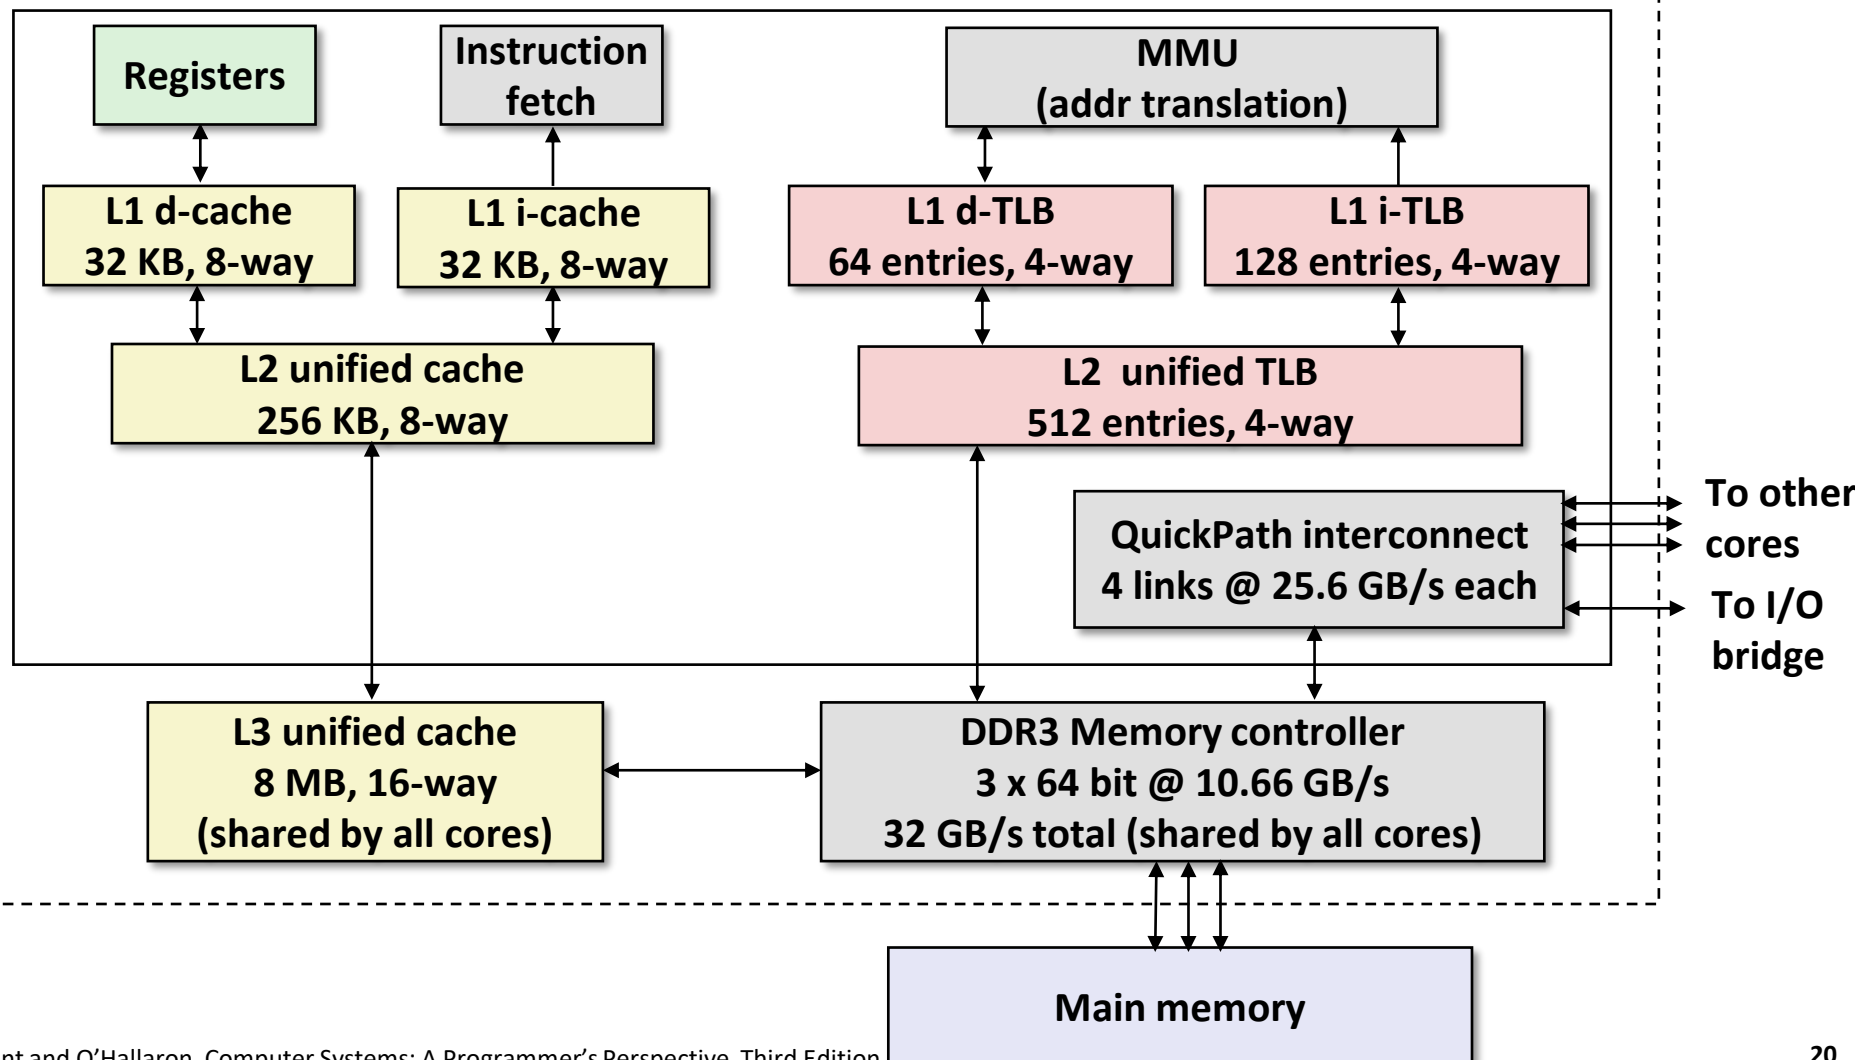 Registers
Instruction
fetch
MMU
(addr translation)
L1 d-cache
32 KB, 8-way
L1 i-cache
32 KB, 8-way
L1 d-TLB
64 entries, 4-way
L1 i-TLB
128 entries, 4-way
L2 unified cache
256 KB, 8-way
L2  unified TLB
512 entries, 4-way
QuickPath interconnect
4 links @ 25.6 GB/s each
To other
cores
To I/O
bridge
L3 unified cache
8 MB, 16-way
(shared by all cores)
DDR3 Memory controller
3 x 64 bit @ 10.66 GB/s
32 GB/s total (shared by all cores)
Main memory
and O'Hallaron, Computer Systems: A Programmer's Perspective, Third Edition
20